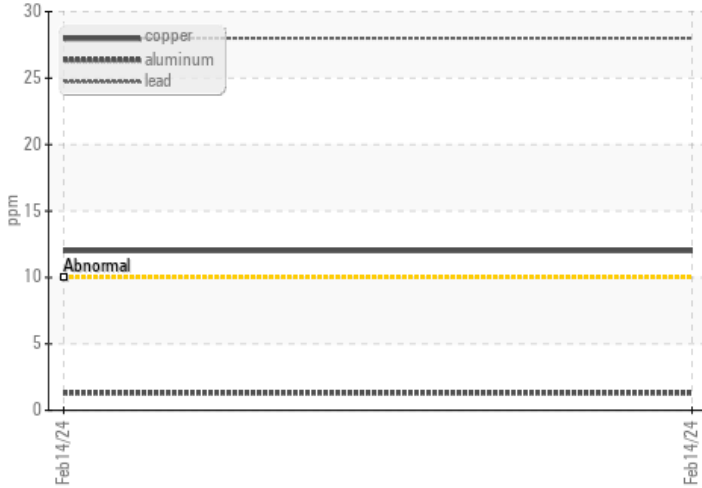 30
copper
aluminum
lead
25
20
15
ppm
Abnormal
10
5
0
Feb14/24
Feb14/24